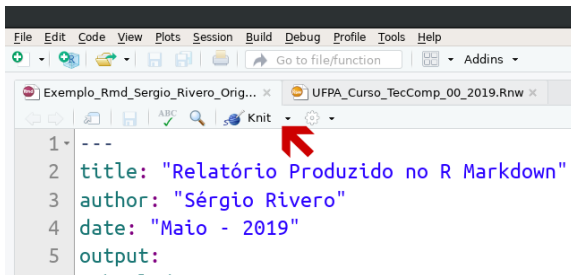 File Edit Code View Plots Session Build Debug Profile Tools Help
Go to file/function Addins
Exemplo_Rmd_Sergio_Rivero_Orig... × UFPA_Curso_TecComp_00_2019.Rnw ×
ABC Knit
1 ---
2 title: "Relatório Produzido no R Markdown"
3 author: "Sérgio Rivero"
4 date: "Maio - 2019"
5 output: